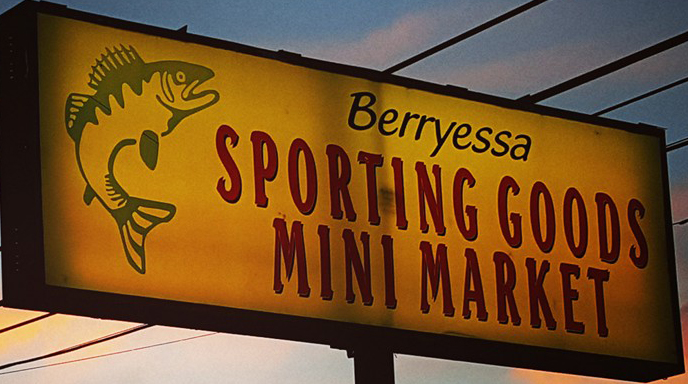 Berryessa
SPORTING GOODS
MINI MARKET